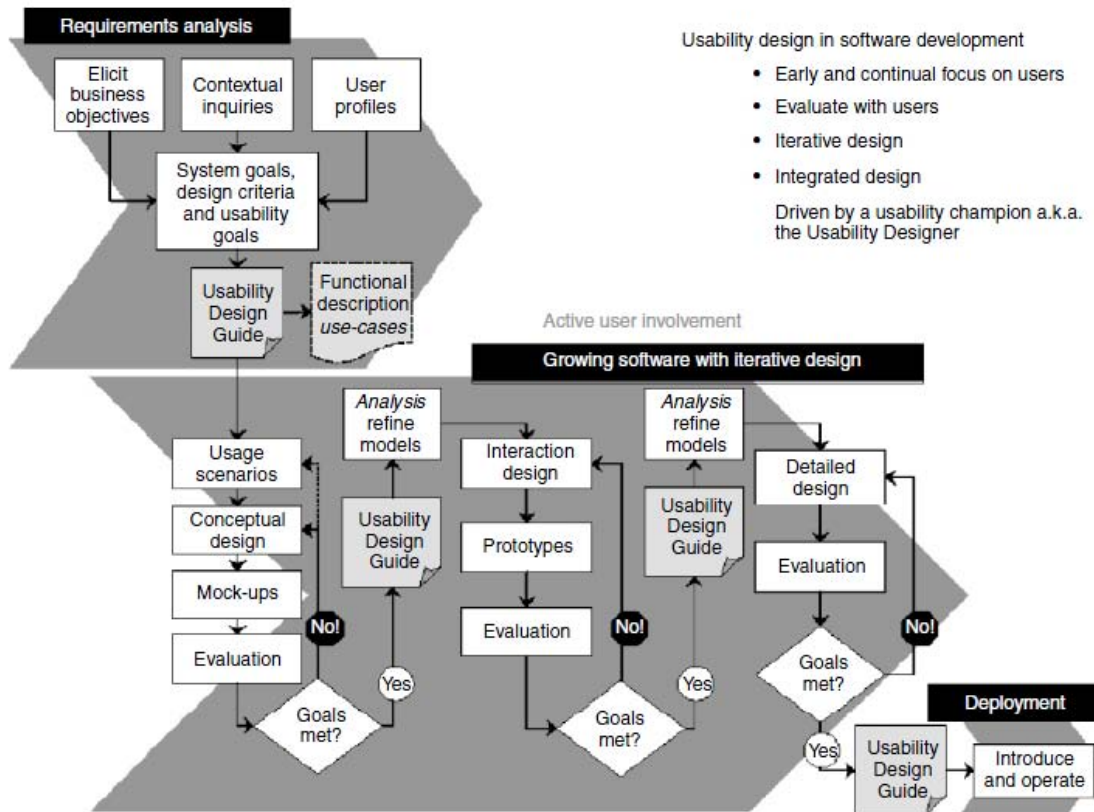 Requirements analysis
Elicit
business
objectives
Contextual
inquiries
User
profiles
System goals,
design criteria
and usability
goals
Usability
Design
Guide
Functional
description
use-cases
Usability design in software development
• Early and continual focus on users
• Evaluate with users
• Iterative design
• Integrated design
Driven by a usability champion a.k.a.
the Usability Designer
Active user involvement
Growing software with iterative design
Usage
scenarios
Conceptual
design
Mock-ups
Evaluation
No!
Goals
met?
Yes
Usability
Design
Guide
Analysis
refine
models
Interaction
design
Prototypes
Evaluation
No!
Goals
met?
Yes
Usability
Design
Guide
Analysis
refine
models
Detailed
design
Evaluation
No!
Goals
met?
Yes
Deployment
Usability
Design
Guide
Introduce
and operate